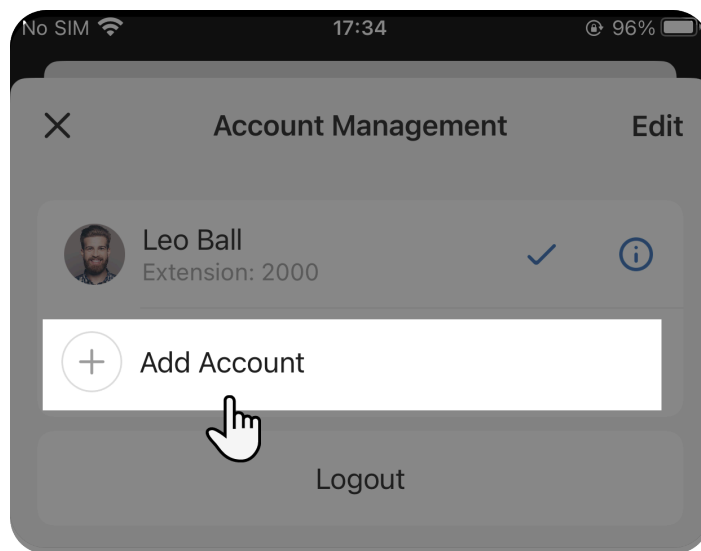 No SIM 17:34 96%
Account Management Edit
Leo Ball
Extension: 2000
Add Account
Logout